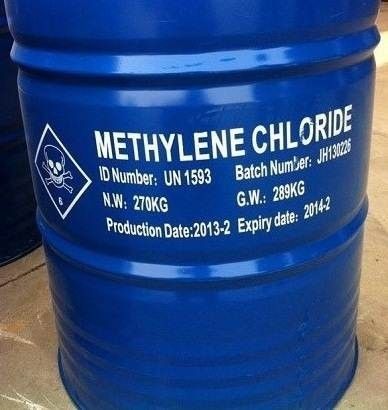 METHYLENE CHLORIDE
ID Number: UN 1593 Batch Number: JH130226
N.W: 270KG G.W.: 289KG
Production Date:2013-2 Expiry date: 2014-2
6